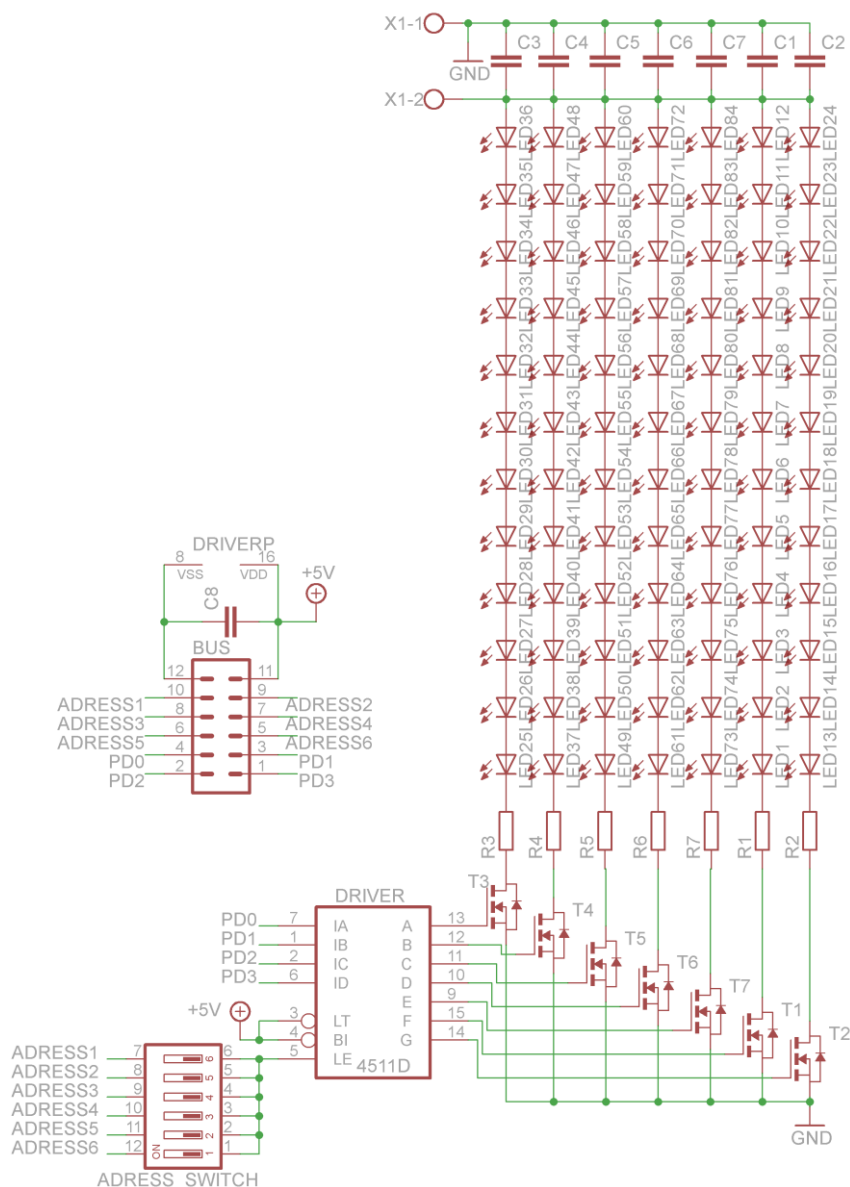 X1-1
C3 C4 C5 C6 C7 C1 C2
GND
X1-2
LED36 LED48 LED60 LED72 LED84 LED12 LED24
LED35 LED47 LED59 LED71 LED83 LED11 LED23
LED34 LED46 LED58 LED70 LED82 LED10 LED22
LED33 LED45 LED57 LED69 LED81 LED9 LED21
LED32 LED44 LED56 LED68 LED80 LED8 LED20
LED31 LED43 LED55 LED67 LED79 LED7 LED19
LED30 LED42 LED54 LED66 LED78 LED6 LED18
LED29 LED41 LED53 LED65 LED77 LED5 LED17
LED28 LED40 LED52 LED64 LED76 LED4 LED16
LED27 LED39 LED51 LED63 LED75 LED3 LED15
LED26 LED38 LED50 LED62 LED74 LED2 LED14
LED25 LED37 LED49 LED61 LED73 LED1 LED13
R3 R4 R5 R6 R7 R1 R2
DRIVERP
8 16
VSS VDD
+5V
C8
BUS
12 11
10 9
ADRESS1 ADRESS2
8 7
ADRESS3 ADRESS4
6 5
ADRESS5 ADRESS6
4 3
PD0 PD1
2 1
PD2 PD3
T3
T4
T5
T6
T7
T1
T2
DRIVER
PD0 7 IA A 13
PD1 1 IB B 12
PD2 2 IC C 11
PD3 6 ID D 10
E 9
+5V 3 LT F 15
4 BI G 14
5 LE
4511D
ADRESS1 7 6 6
ADRESS2 8 5 5
ADRESS3 9 4 4
ADRESS4 10 3 3
ADRESS5 11 2 2
ADRESS6 12 ON 1 1
ADRESS SWITCH
GND